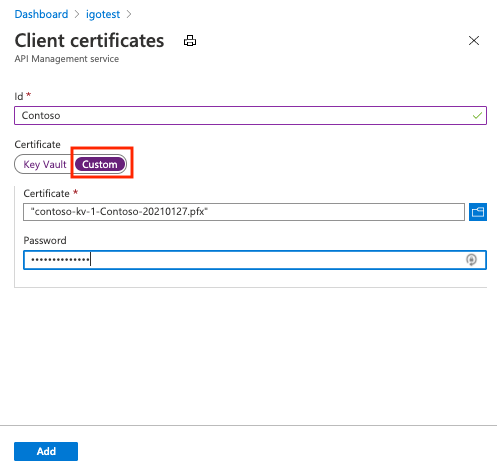 Dashboard > igotest >
Client certificates
API Management service
Id *
Contoso
Certificate
Key Vault Custom
Certificate *
"contoso-kv-1-Contoso-20210127.pfx"
Password
••••••••••••••
Add